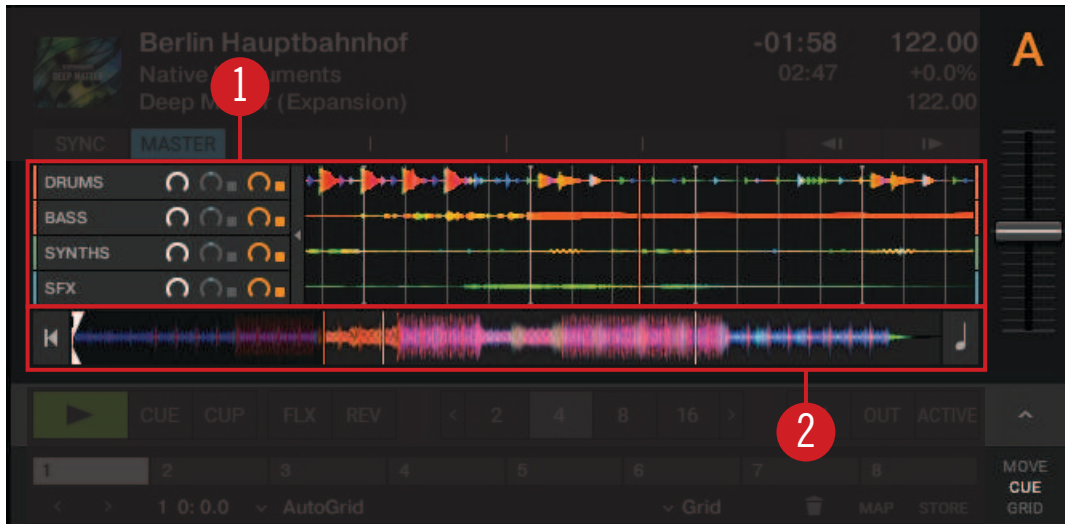 Berlin Hauptbahnhof -01:58 122.00 A
Native 1 uments 02:47 +0.0%
DEEP MATTER
Deep M r (Expansion) 122.00
SYNC MASTER
DRUMS
BASS
SYNTHS
SFX
CUE CUP FLX REV < 2 4 8 16 > 2 OUT ACTIVE
1 2 3 4 5 6 7 8 MOVE
CUE
< > 1 0:0.0 AutoGrid Grid MAP STORE GRID